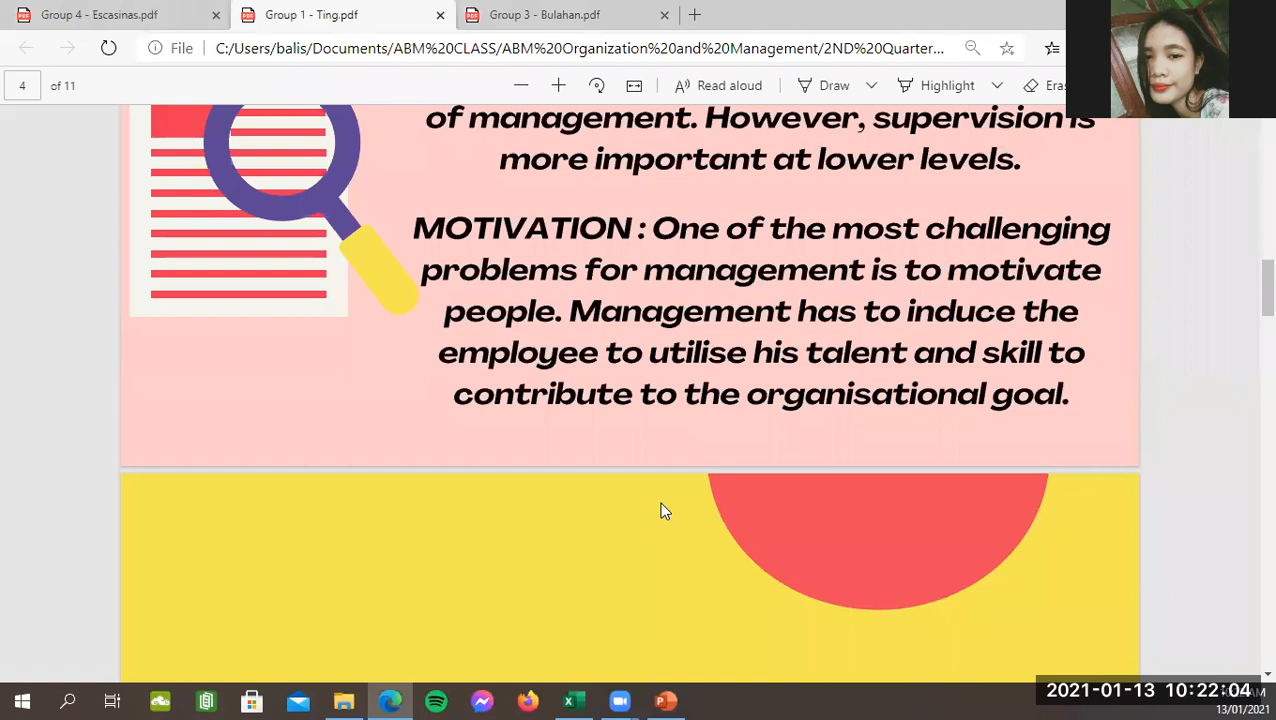 Group 4 - Escasinas.pdf
Group 1 - Ting.pdf
Group 3 - Bulahan.pdf
File
C:/Users/balis/Documents/ABM%20CLASS/ABM%20Organization%20and%20Management/2ND%20Quarter...
4 of 11
Read aloud
Draw
Highlight
of management. However, supervision is
more important at lower levels.
MOTIVATION : One of the most challenging
problems for management is to motivate
people. Management has to induce the
employee to utilise his talent and skill to
contribute to the organisational goal.
2021-01-13 10:22:04
13/01/2021